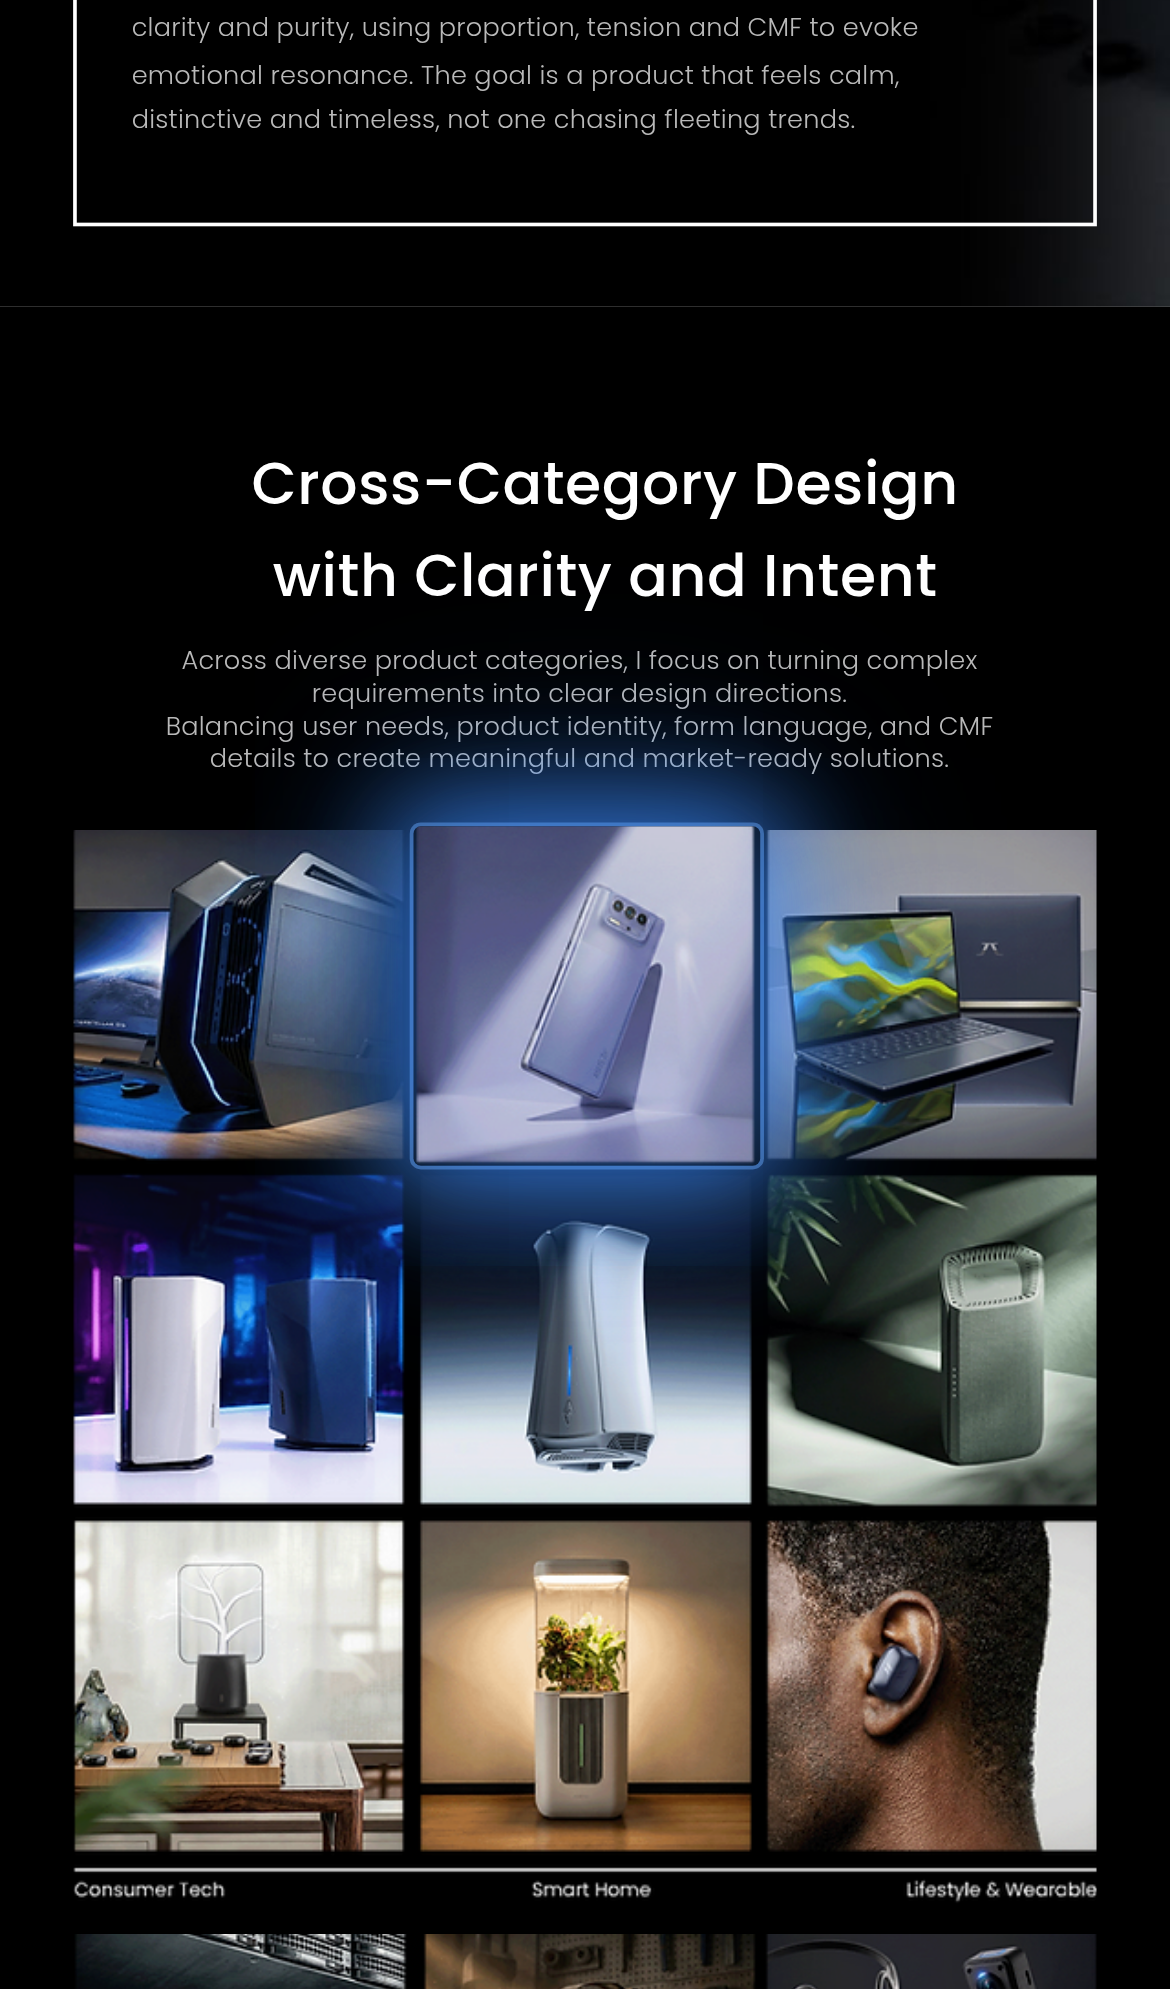 clarity and purity, using proportion, tension and CMF to evoke
emotional resonance. The goal is a product that feels calm,
distinctive and timeless, not one chasing fleeting trends.
Cross-Category Design
with Clarity and Intent
Across diverse product categories, I focus on turning complex
requirements into clear design directions.
Balancing user needs, product identity, form language, and CMF
details to create meaningful and market-ready solutions.
Consumer Tech
Smart Home
Lifestyle & Wearable